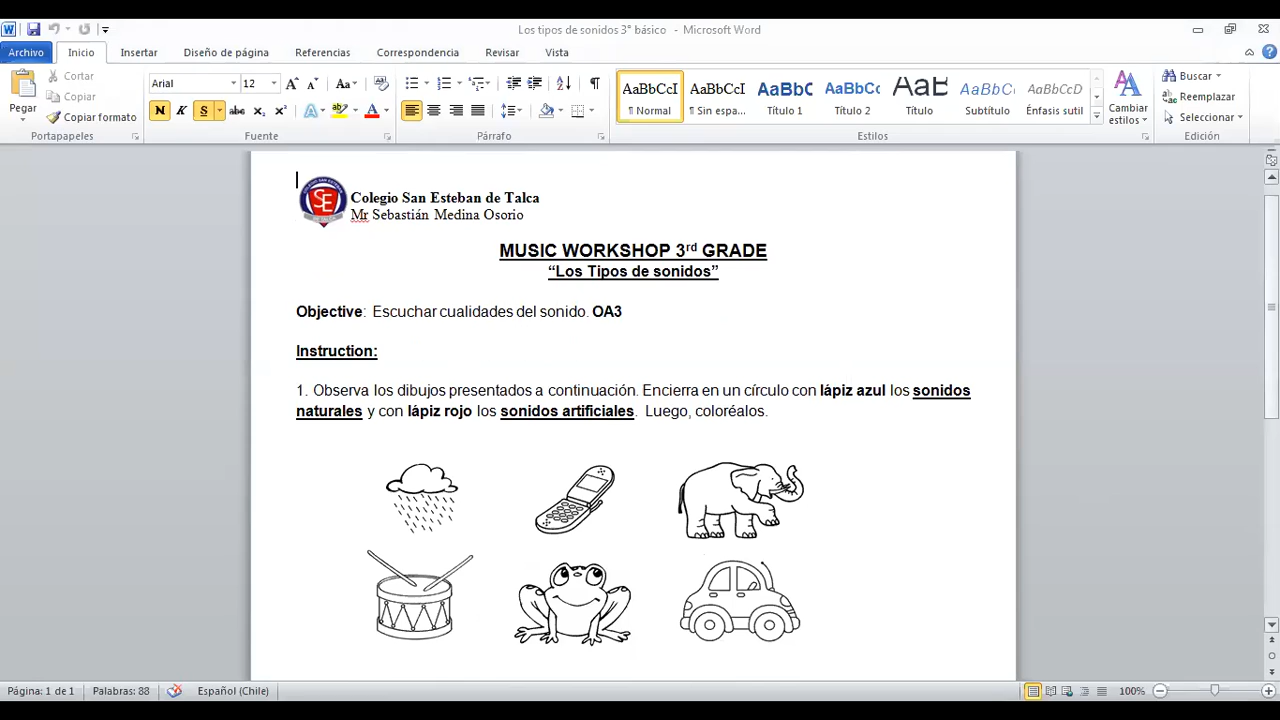 Los tipos de sonidos 3° básico - Microsoft Word
Archivo Inicio Insertar Diseño de página Referencias Correspondencia Revisar Vista
Pegar
Cortar
Copiar
Copiar formato
Portapapeles
Arial 12
N K S abc x₂ x²
Fuente
Párrafo
AaBbCcI AaBbCcI AaBbC AaBbCc AaB AaBbCcI AaBbCcD
¶ Normal ¶ Sin espa... Título 1 Título 2 Título Subtítulo Énfasis sutil
Cambiar
estilos
Estilos
Buscar
Reemplazar
Seleccionar
Edición
SE
Colegio San Esteban de Talca
Mr Sebastián Medina Osorio
MUSIC WORKSHOP 3rd GRADE
“Los Tipos de sonidos”
Objective: Escuchar cualidades del sonido. OA3
Instruction:
1. Observa los dibujos presentados a continuación. Encierra en un círculo con lápiz azul los sonidos
naturales y con lápiz rojo los sonidos artificiales. Luego, coloréalos.
Página: 1 de 1 Palabras: 88 Español (Chile) 100%